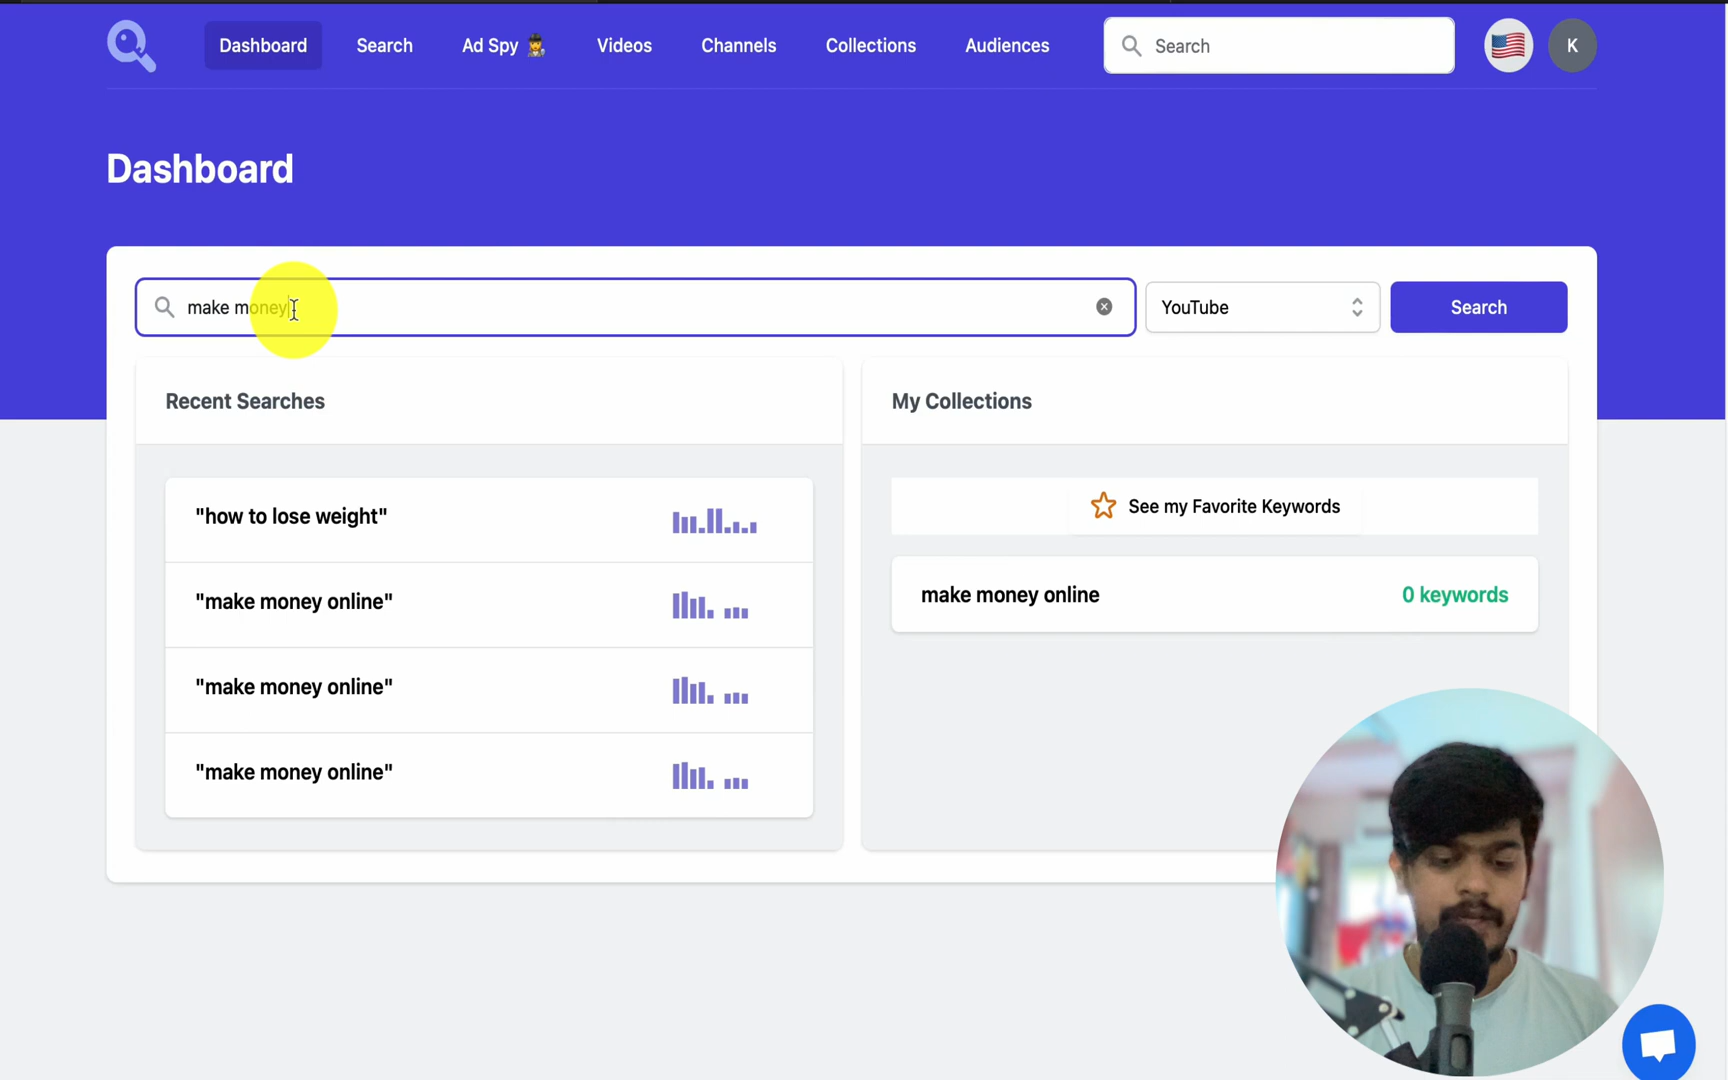 Dashboard
Search
Ad Spy
Videos
Channels
Collections
Audiences
Search
K
Dashboard
make money
YouTube
Search
Recent Searches
"how to lose weight"
"make money online"
"make money online"
"make money online"
My Collections
See my Favorite Keywords
make money online 0 keywords